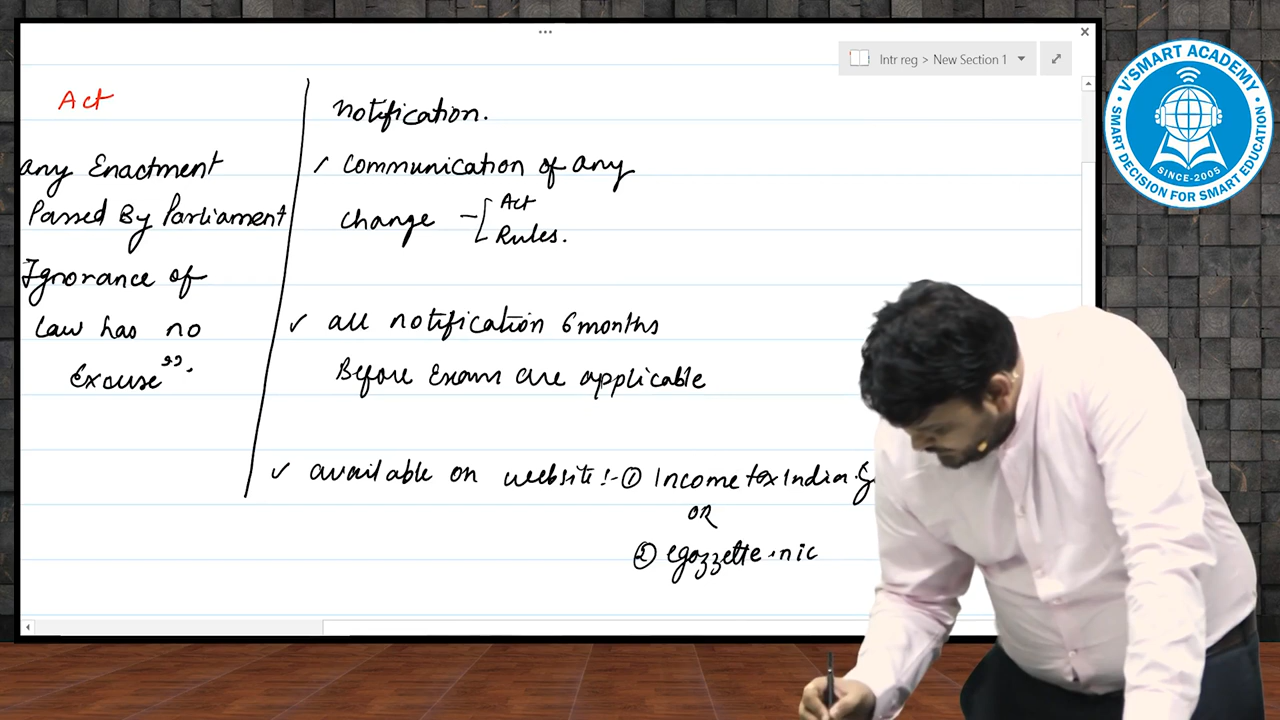 Intr reg > New Section 1
Act
any Enactment
Passed By Parliament
Ignorance of
Law has no
Excuse".
notification.
✓ Communication of any
change - Act
Rules.
✓ all notification 6 months
Before Exam are applicable
✓ available on website:- ① Income tax India.G
OR
② egazzette.nic
V'SMART ACADEMY
SINCE-2005
SMART DECISION FOR SMART EDUCATION